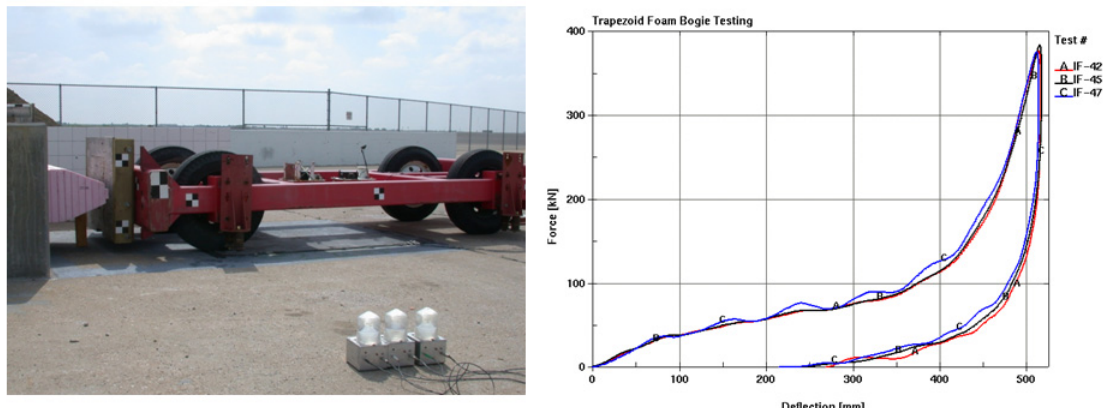 Trapezoid Foam Bogie Testing
Test #
A IF-42
B IF-45
C IF-47
400
300
200
100
0
Force [kN]
B
A
C
C
B
A
C
B
A
C
B
A
C
0 100 200 300 400 500
Deflection [mm]